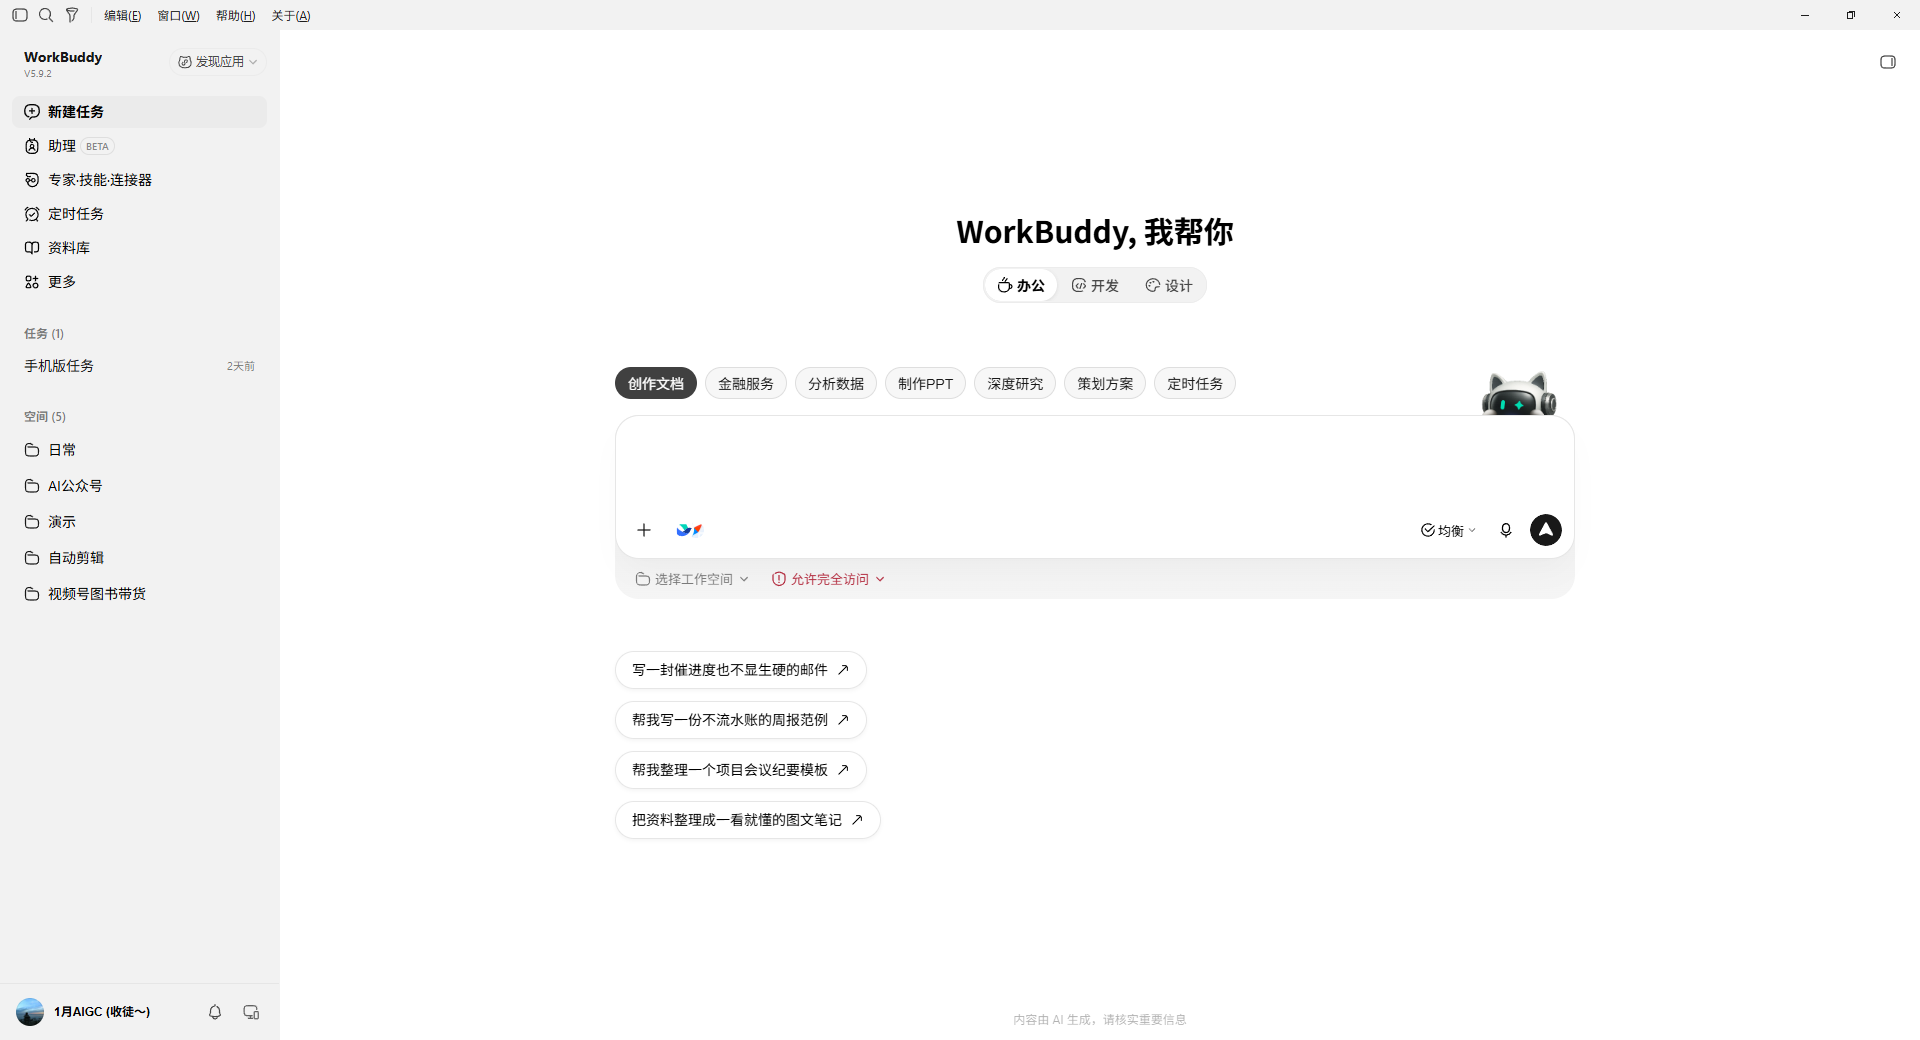 编辑(E) 窗口(W) 帮助(H) 关于(A)
WorkBuddy
V5.9.2
发现应用
新建任务
助理 BETA
专家·技能·连接器
定时任务
资料库
更多
任务 (1)
手机版任务 2天前
空间 (5)
日常
AI公众号
演示
自动剪辑
视频号图书带货
1月AIGC (收徒～)
WorkBuddy, 我帮你
办公 开发 设计
创作文档 金融服务 分析数据 制作PPT 深度研究 策划方案 定时任务
均衡
选择工作空间 允许完全访问
写一封催进度也不显生硬的邮件
帮我写一份不流水账的周报范例
帮我整理一个项目会议纪要模板
把资料整理成一看就懂的图文笔记
内容由 AI 生成，请核实重要信息